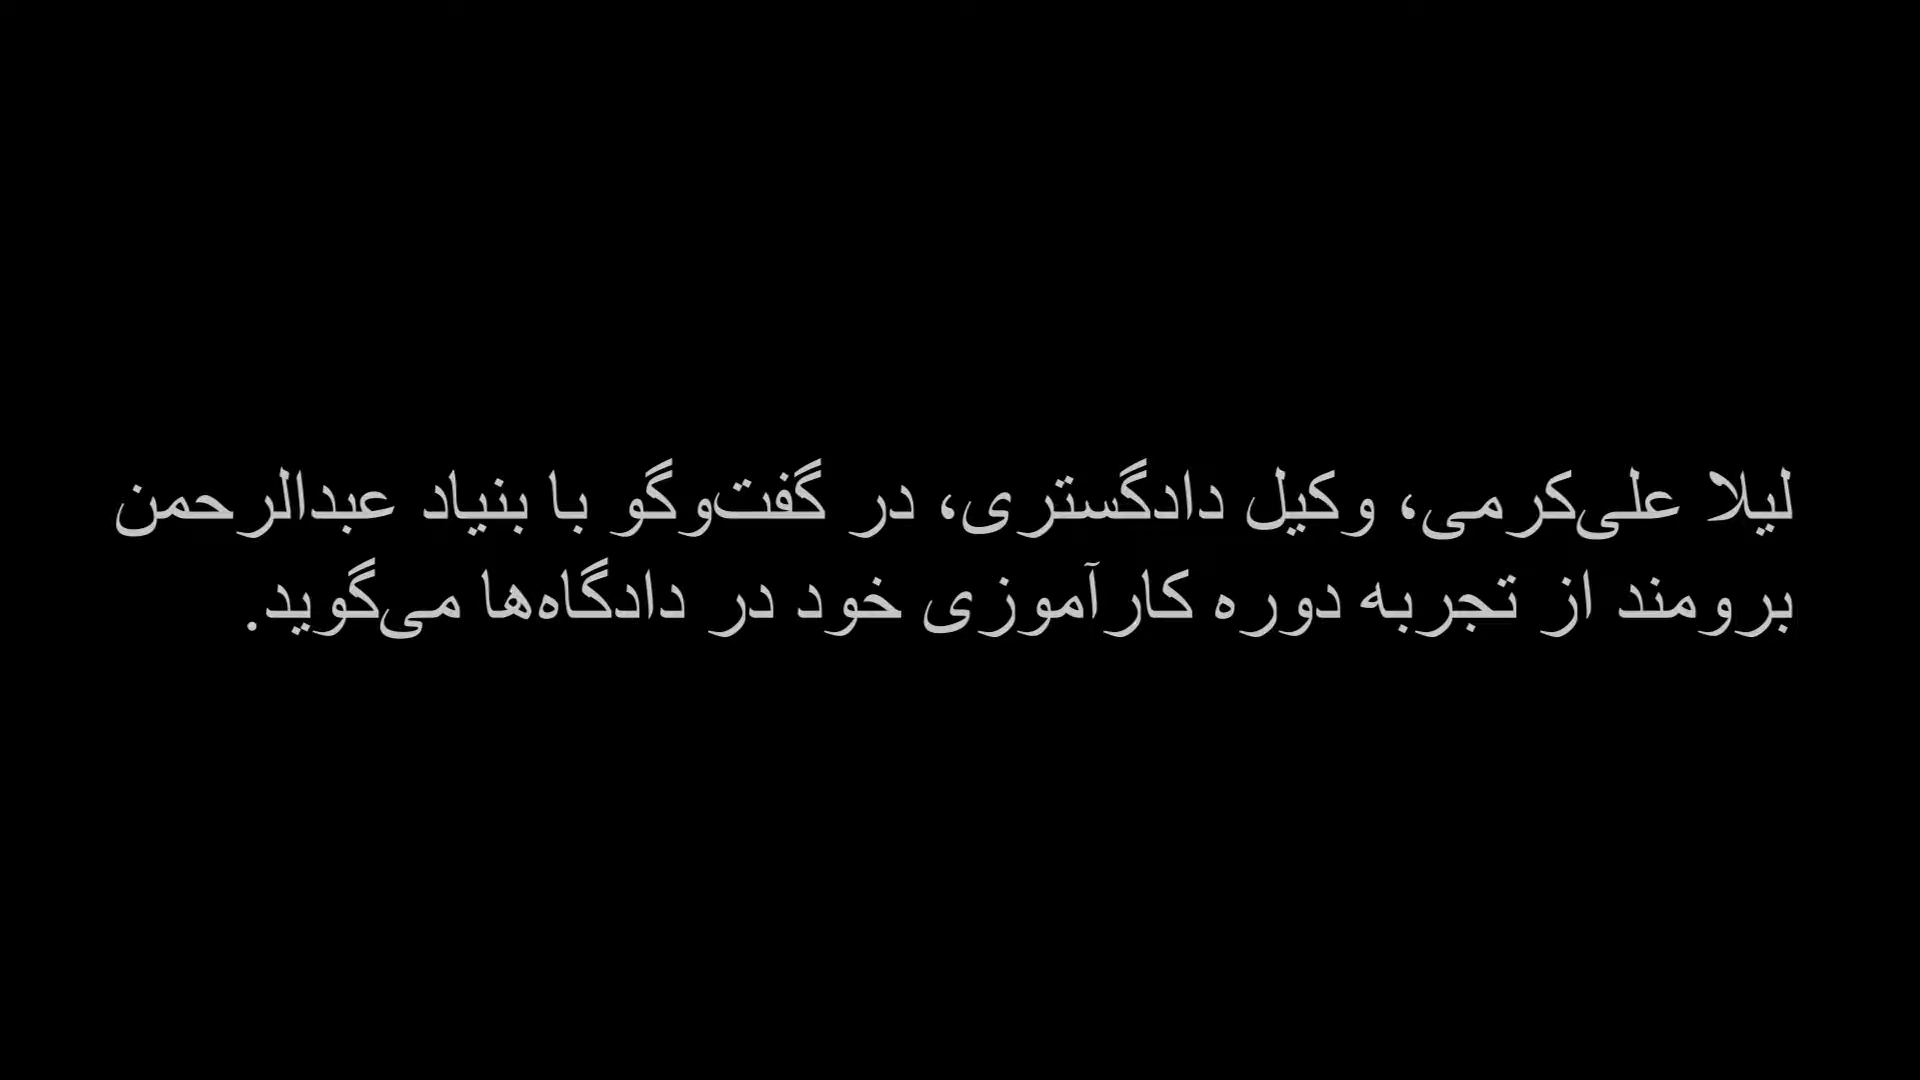 لیلا علی‌کرمی، وکیل دادگستری، در گفت‌وگو با بنیاد عبدالرحمن
برومند از تجربه دوره کارآموزی خود در دادگاه‌ها می‌گوید.